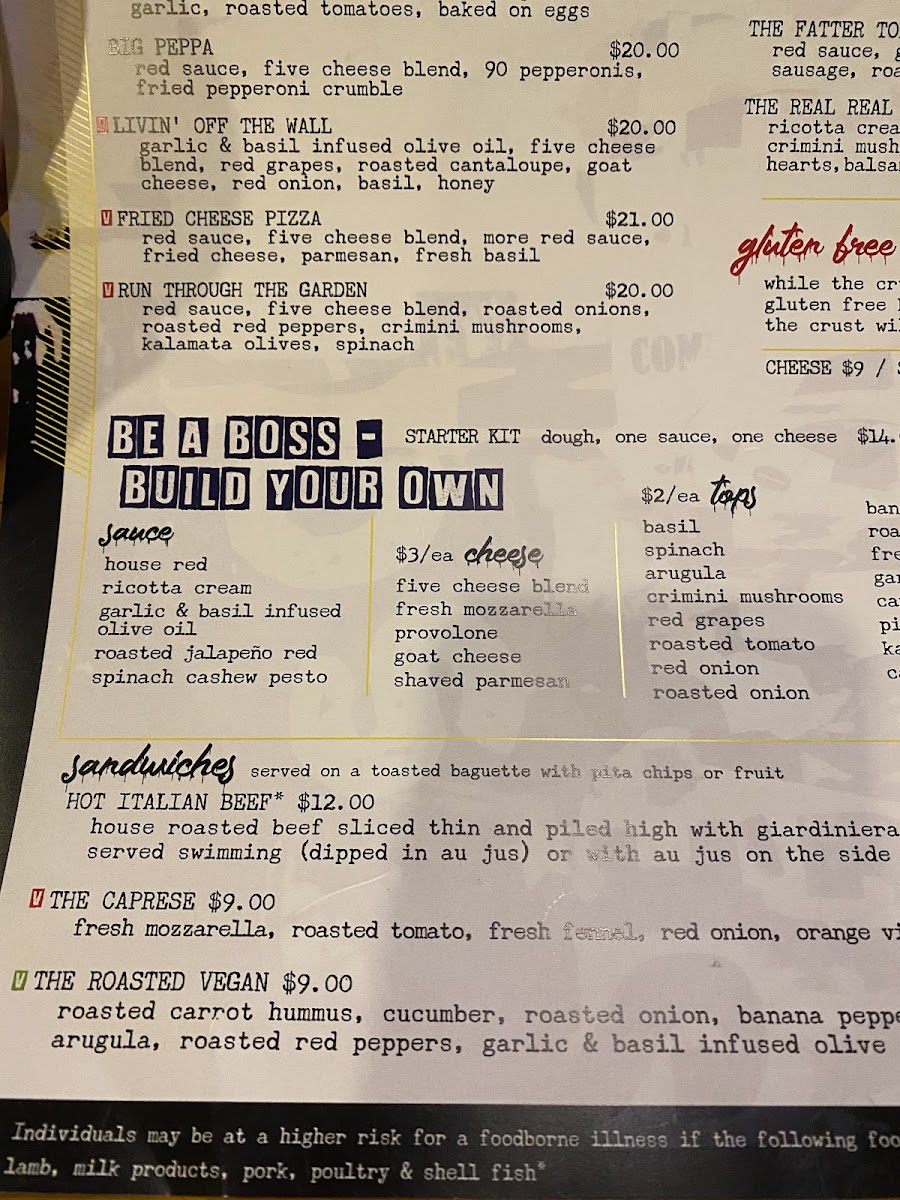 garlic, roasted tomatoes, baked on eggs
BIG PEPPA $20.00
red sauce, five cheese blend, 90 pepperonis,
fried pepperoni crumble
V LIVIN' OFF THE WALL $20.00
garlic & basil infused olive oil, five cheese
blend, red grapes, roasted cantaloupe, goat
cheese, red onion, basil, honey
V FRIED CHEESE PIZZA $21.00
red sauce, five cheese blend, more red sauce,
fried cheese, parmesan, fresh basil
V RUN THROUGH THE GARDEN $20.00
red sauce, five cheese blend, roasted onions,
roasted red peppers, crimini mushrooms,
kalamata olives, spinach
THE FATTER TO
red sauce, g
sausage, roa
THE REAL REAL
ricotta crea
crimini mush
hearts, balsa
gluten free
while the cr
gluten free
the crust wil
CHEESE $9 /
COM
BE A BOSS -
BUILD YOUR OWN
STARTER KIT dough, one sauce, one cheese $14.
sauce
house red
ricotta cream
garlic & basil infused
olive oil
roasted jalapeño red
spinach cashew pesto
$3/ea cheese
five cheese blend
fresh mozzarella
provolone
goat cheese
shaved parmesan
$2/ea tops
basil
spinach
arugula
crimini mushrooms
red grapes
roasted tomato
red onion
roasted onion
ban
roa
fre
gar
ca
pi
ka
c
sandwiches served on a toasted baguette with pita chips or fruit
HOT ITALIAN BEEF* $12.00
house roasted beef sliced thin and piled high with giardiniera
served swimming (dipped in au jus) or with au jus on the side
V THE CAPRESE $9.00
fresh mozzarella, roasted tomato, fresh fennel, red onion, orange vi
V THE ROASTED VEGAN $9.00
roasted carrot hummus, cucumber, roasted onion, banana peppe
arugula, roasted red peppers, garlic & basil infused olive
Individuals may be at a higher risk for a foodborne illness if the following foo
lamb, milk products, pork, poultry & shell fish*